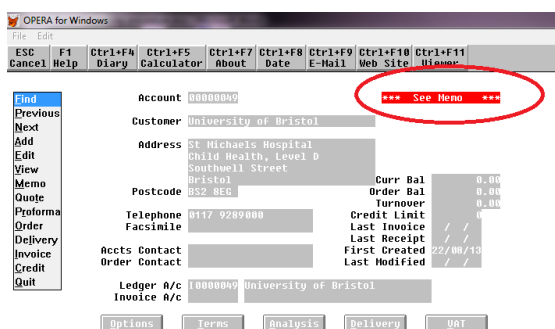 OPERA for Windows
File Edit
ESC F1 Ctrl+F4 Ctrl+F5 Ctrl+F7 Ctrl+F8 Ctrl+F9 Ctrl+F10 Ctrl+F11
Cancel Help Diary Calculator About Date E-Mail Web Site Viewer
Find
Previous
Next
Add
Edit
View
Memo
Quote
Proforma
Order
Delivery
Invoice
Credit
Quit
Account 00000049 *** See Memo ***
Customer University of Bristol
Address St Michaels Hospital
Child Health, Level D
Southwell Street
Bristol Curr Bal 0.00
Postcode BS2 8EG Order Bal 0.00
Turnover 0.00
Telephone 0117 9289000 Credit Limit 0
Facsimile Last Invoice / /
Last Receipt / /
Accts Contact First Created 22/08/13
Order Contact Last Modified / /
Ledger A/c I000049 University of Bristol
Invoice A/c
Options Terms Analysis Delivery VAT